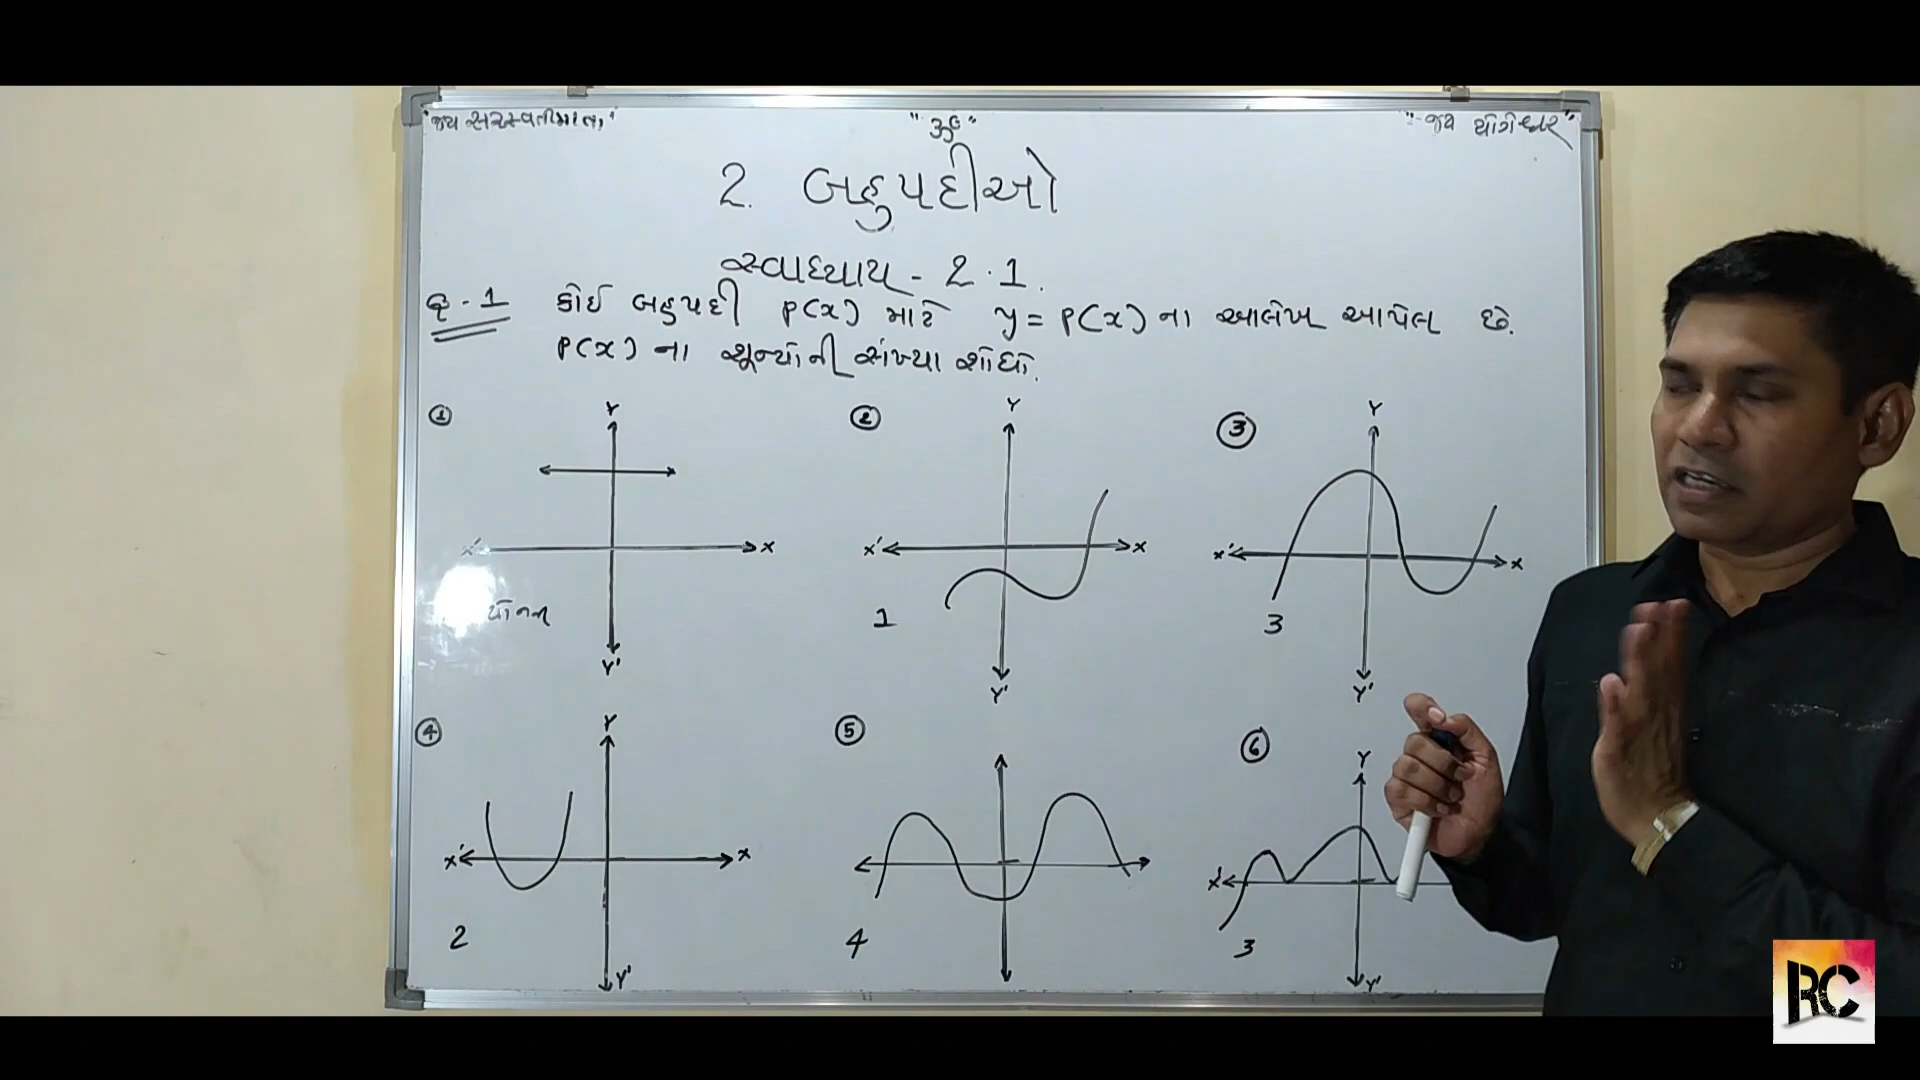 "જય સરસ્વતીમાતા"
"ૐ"
"જય યોગેશ્વર"
2. બહુપદીઓ
સ્વાધ્યાય - 2.1.
પ્ર-1 કોઈ બહુપદી P(x) માટે y = P(x) ના આલેખ આપેલ છે.
P(x) ના શૂન્યોની સંખ્યા શોધો.
① Y
X' X
Y'
② Y
X' X
1
Y'
③ Y
X' X
3
Y'
④ Y
X' X
2
Y'
⑤
4
⑥ Y
X'
3
Y'
RC